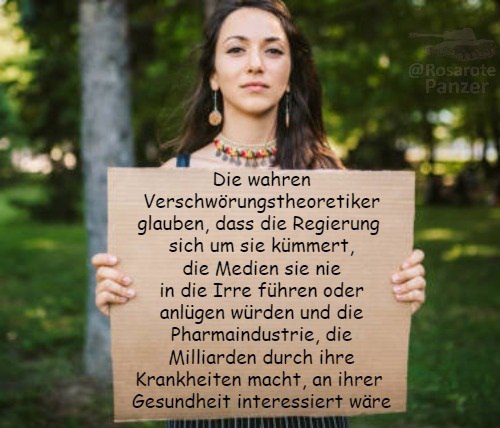 @Rosarote
Panzer
Die wahren
Verschwörungstheoretiker
glauben, dass die Regierung
sich um sie kümmert,
die Medien sie nie
in die Irre führen oder
anlügen würden und die
Pharmaindustrie, die
Milliarden durch ihre
Krankheiten macht, an ihrer
Gesundheit interessiert wäre